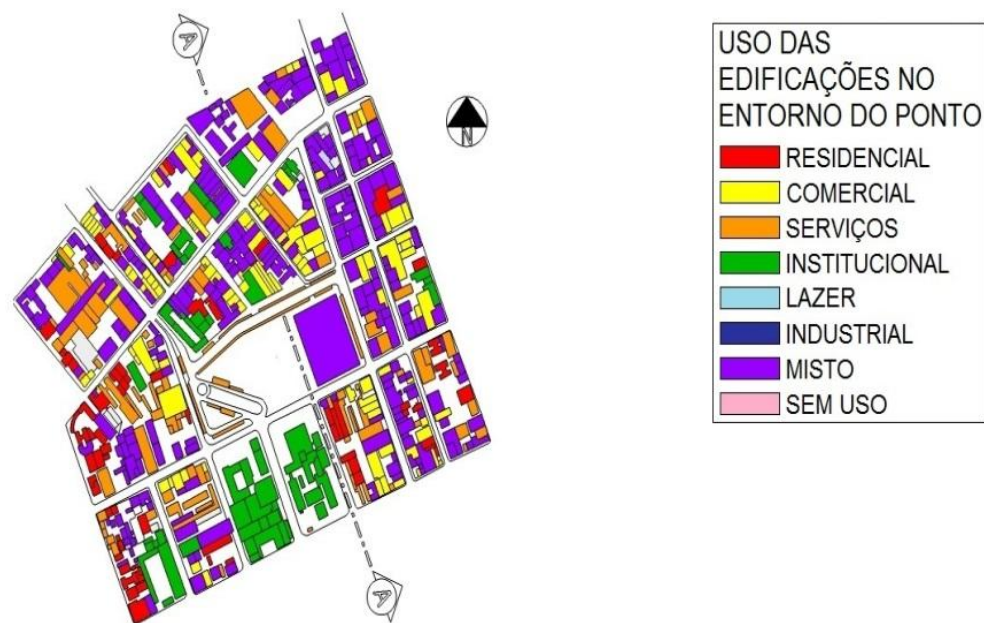 A
N
USO DAS
EDIFICAÇÕES NO
ENTORNO DO PONTO
RESIDENCIAL
COMERCIAL
SERVIÇOS
INSTITUCIONAL
LAZER
INDUSTRIAL
MISTO
SEM USO
A